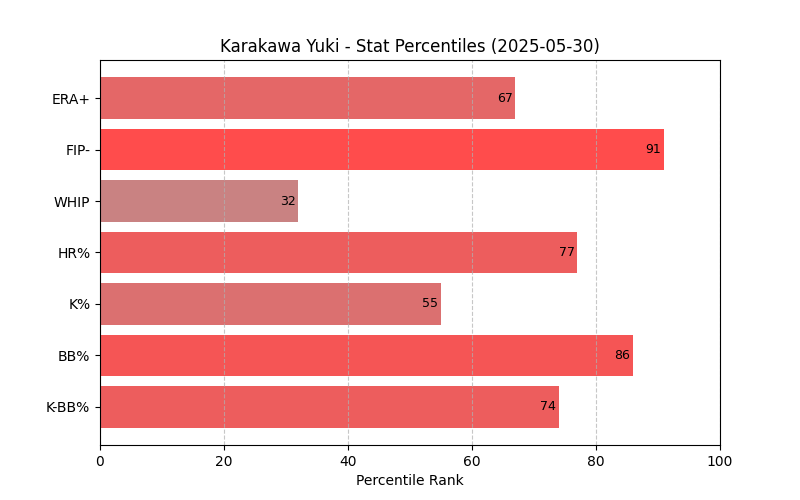 Karakawa Yuki - Stat Percentiles (2025-05-30)
ERA+ 67
FIP- 91
WHIP 32
HR% 77
K% 55
BB% 86
K-BB% 74
0 20 40 60 80 100
Percentile Rank